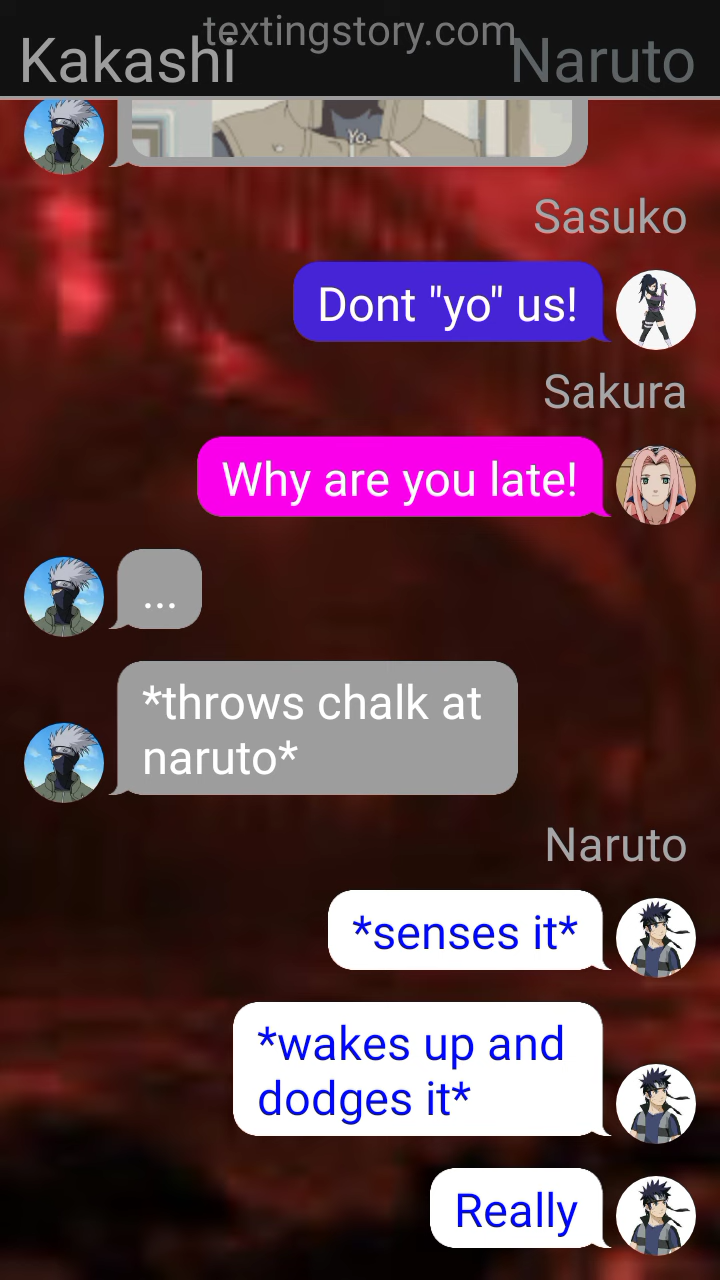 textingstory.com
Kakashi
Naruto
Yo.
Sasuko
Dont "yo" us!
Sakura
Why are you late!
...
*throws chalk at
naruto*
Naruto
*senses it*
*wakes up and
dodges it*
Really